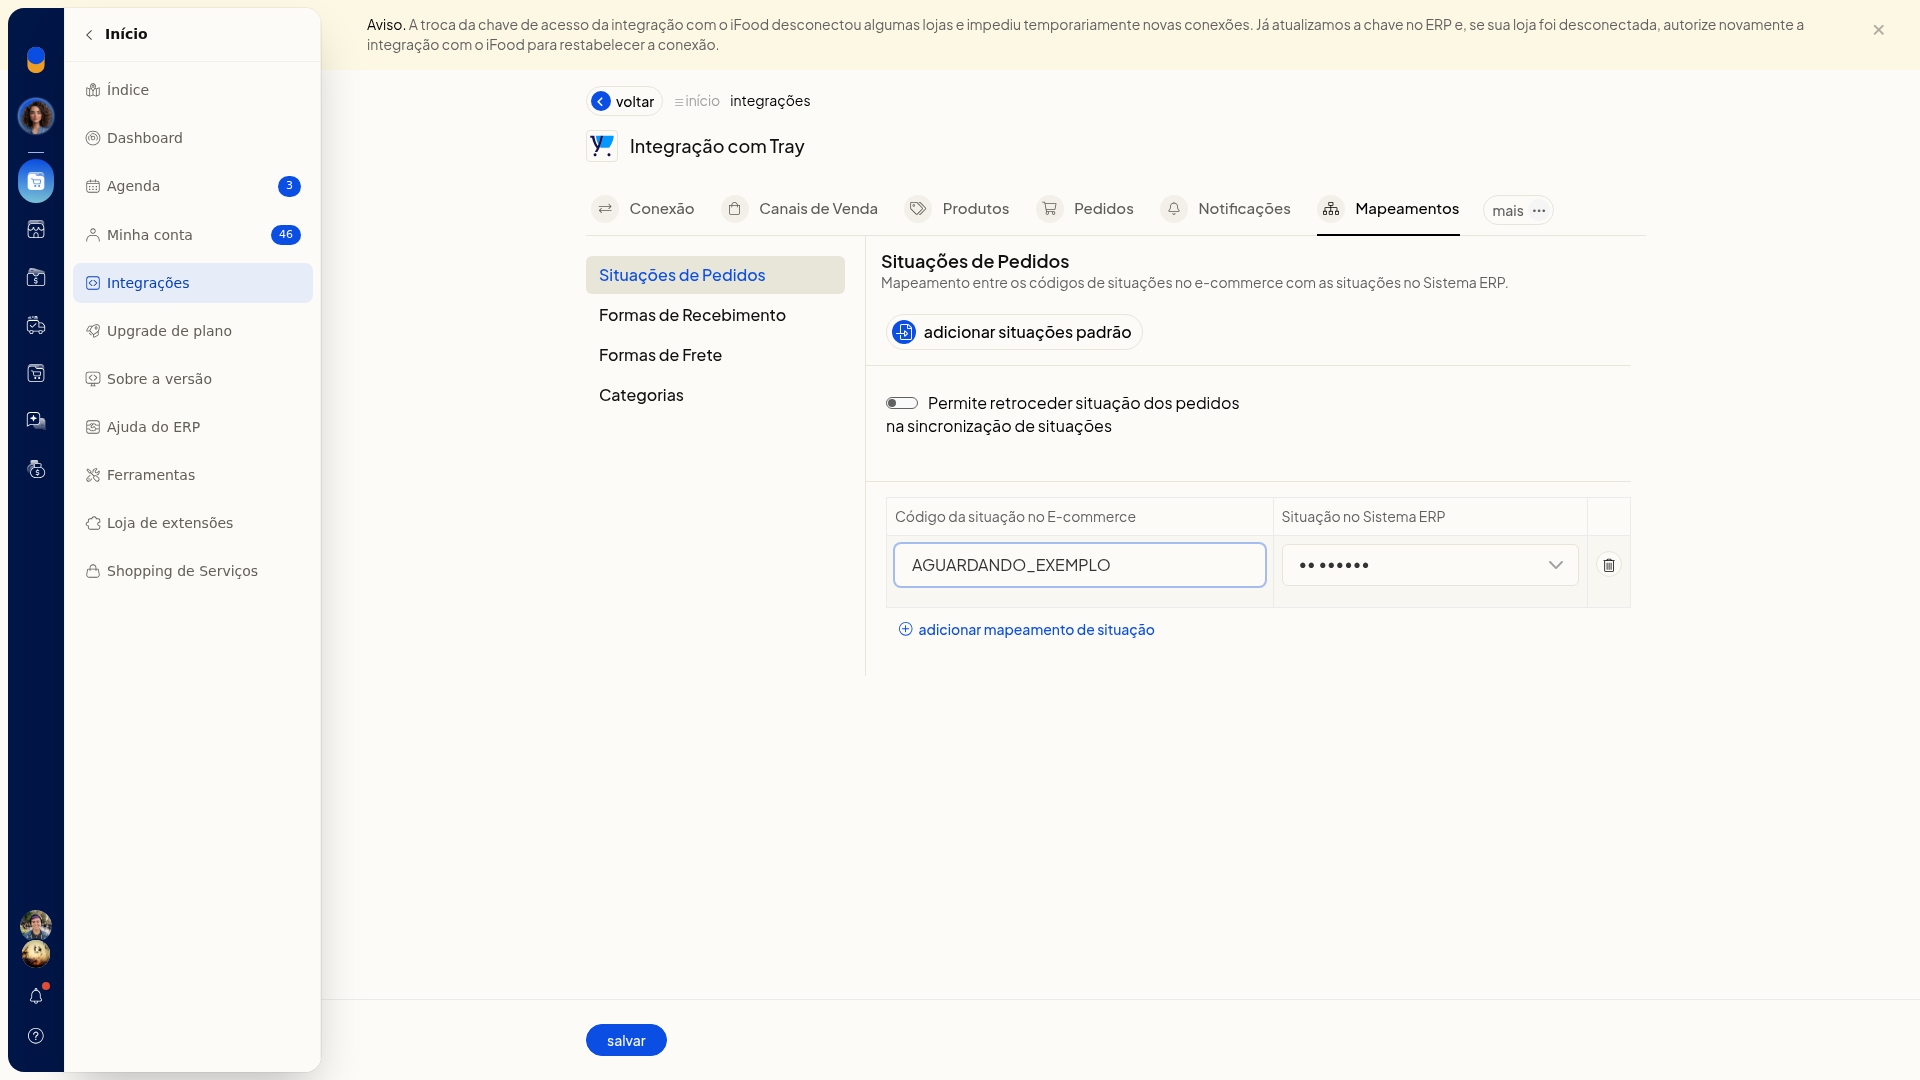 Início
Índice
Dashboard
Agenda 3
Minha conta 46
Integrações
Upgrade de plano
Sobre a versão
Ajuda do ERP
Ferramentas
Loja de extensões
Shopping de Serviços
Aviso. A troca da chave de acesso da integração com o iFood desconectou algumas lojas e impediu temporariamente novas conexões. Já atualizamos a chave no ERP e, se sua loja foi desconectada, autorize novamente a
integração com o iFood para restabelecer a conexão.
voltar início integrações
Integração com Tray
Conexão Canais de Venda Produtos Pedidos Notificações Mapeamentos mais
Situações de Pedidos
Formas de Recebimento
Formas de Frete
Categorias
Situações de Pedidos
Mapeamento entre os códigos de situações no e-commerce com as situações no Sistema ERP.
adicionar situações padrão
Permite retroceder situação dos pedidos
na sincronização de situações
Código da situação no E-commerce Situação no Sistema ERP
AGUARDANDO_EXEMPLO •• ••••••
adicionar mapeamento de situação
salvar